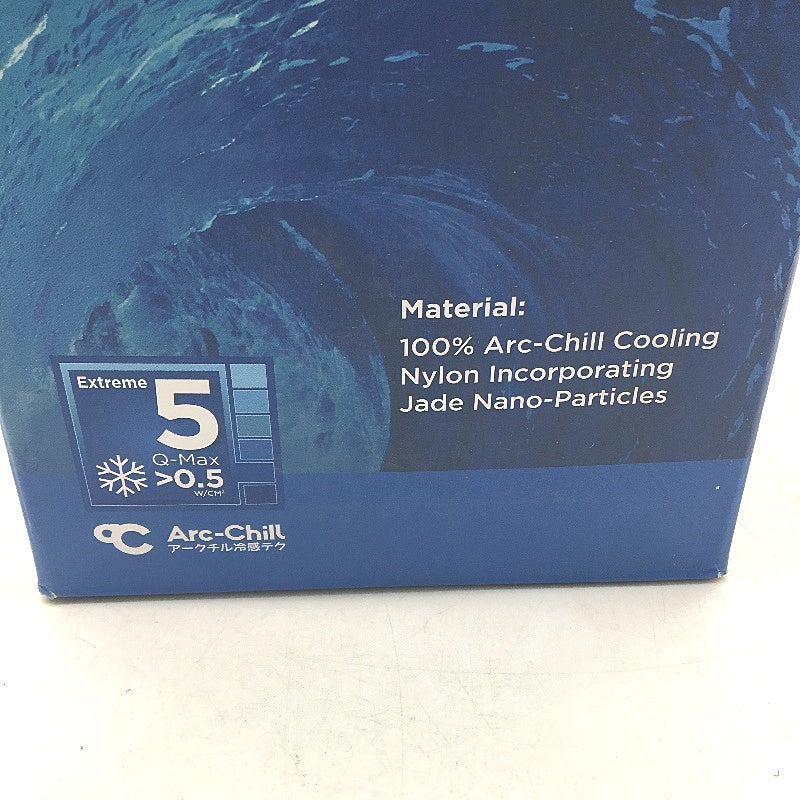 Material:
100% Arc-Chill Cooling
Nylon Incorporating
Jade Nano-Particles
Extreme
5
Q-Max
>0.5
W/CM²
Arc-Chill
アークチル冷感テク